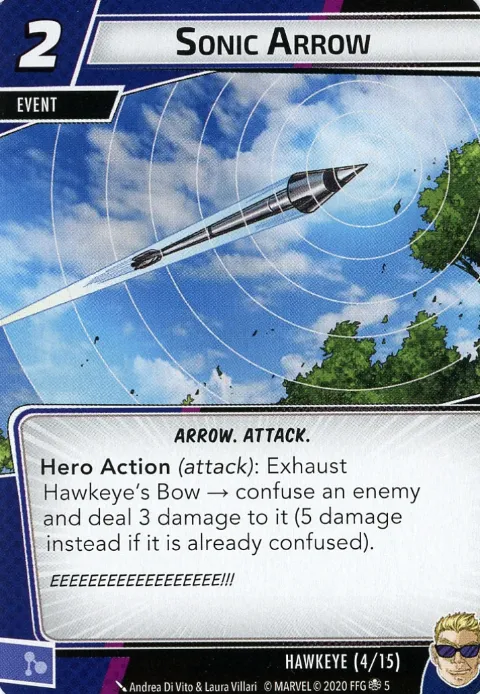 2
SONIC ARROW
EVENT
ARROW. ATTACK.
Hero Action (attack): Exhaust
Hawkeye's Bow → confuse an enemy
and deal 3 damage to it (5 damage
instead if it is already confused).
EEEEEEEEEEEEEEEEEEE!!!
HAWKEYE (4/15)
Andrea Di Vito & Laura Villari © MARVEL © 2020 FFG 5